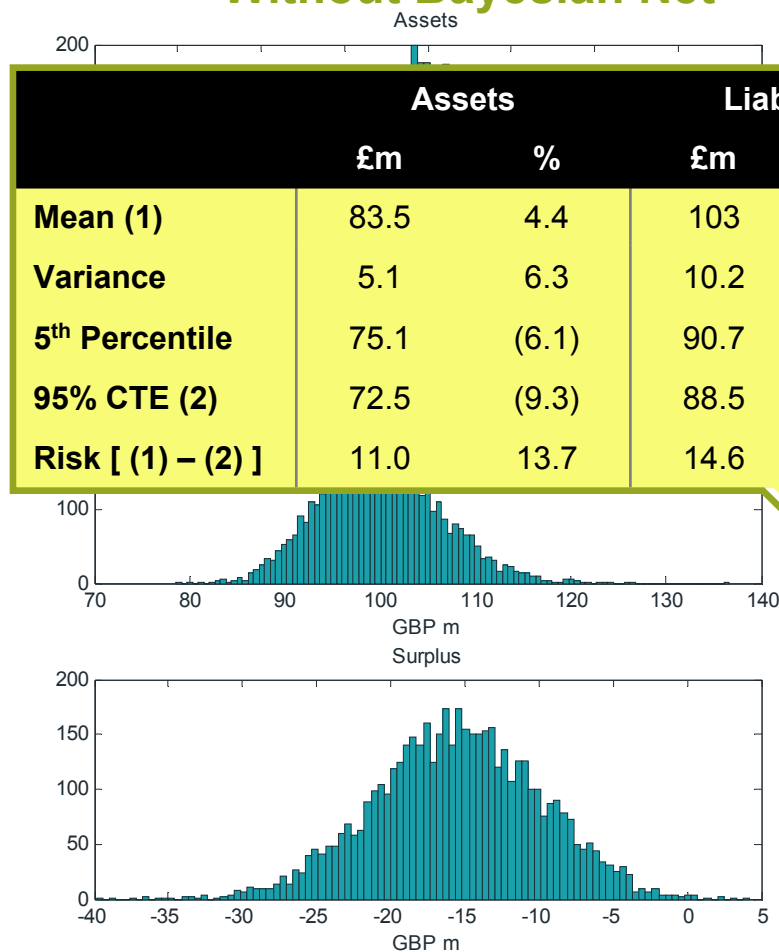 Without Bayesian Net
Assets
200
Assets Liab
£m % £m
Mean (1) 83.5 4.4 103
Variance 5.1 6.3 10.2
5th Percentile 75.1 (6.1) 90.7
95% CTE (2) 72.5 (9.3) 88.5
Risk [ (1) – (2) ] 11.0 13.7 14.6
100
0
70 80 90 100 110 120 130 140
GBP m
Surplus
200
150
100
50
0
-40 -35 -30 -25 -20 -15 -10 -5 0 5
GBP m